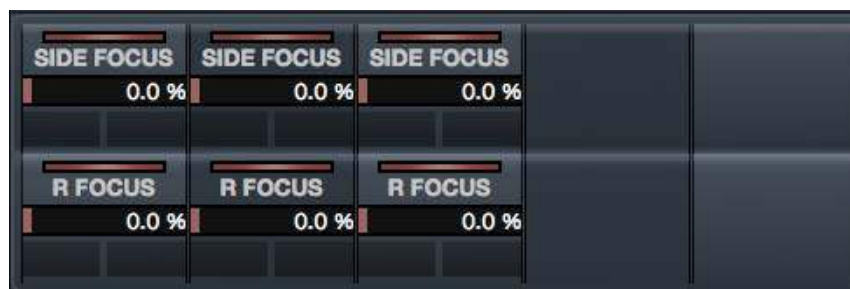 SIDE FOCUS SIDE FOCUS SIDE FOCUS
0.0 % 0.0 % 0.0 %
R FOCUS R FOCUS R FOCUS
0.0 % 0.0 % 0.0 %